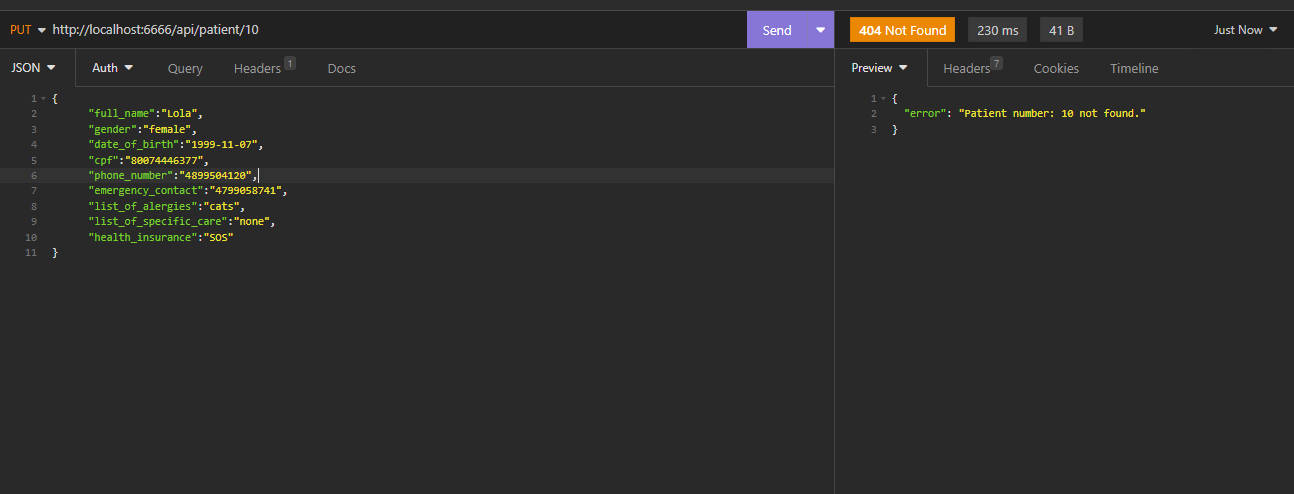 PUT http://localhost:6666/api/patient/10 Send 404 Not Found 230 ms 41 B Just Now
JSON Auth Query Headers 1 Docs Preview Headers 7 Cookies Timeline
1 {
2 "full_name":"Lola",
3 "gender":"female",
4 "date_of_birth":"1999-11-07",
5 "cpf":"80074446377",
6 "phone_number":"4899504120",
7 "emergency_contact":"4799058741",
8 "list_of_alergies":"cats",
9 "list_of_specific_care":"none",
10 "health_insurance":"SOS"
11 }
1 {
2 "error": "Patient number: 10 not found."
3 }